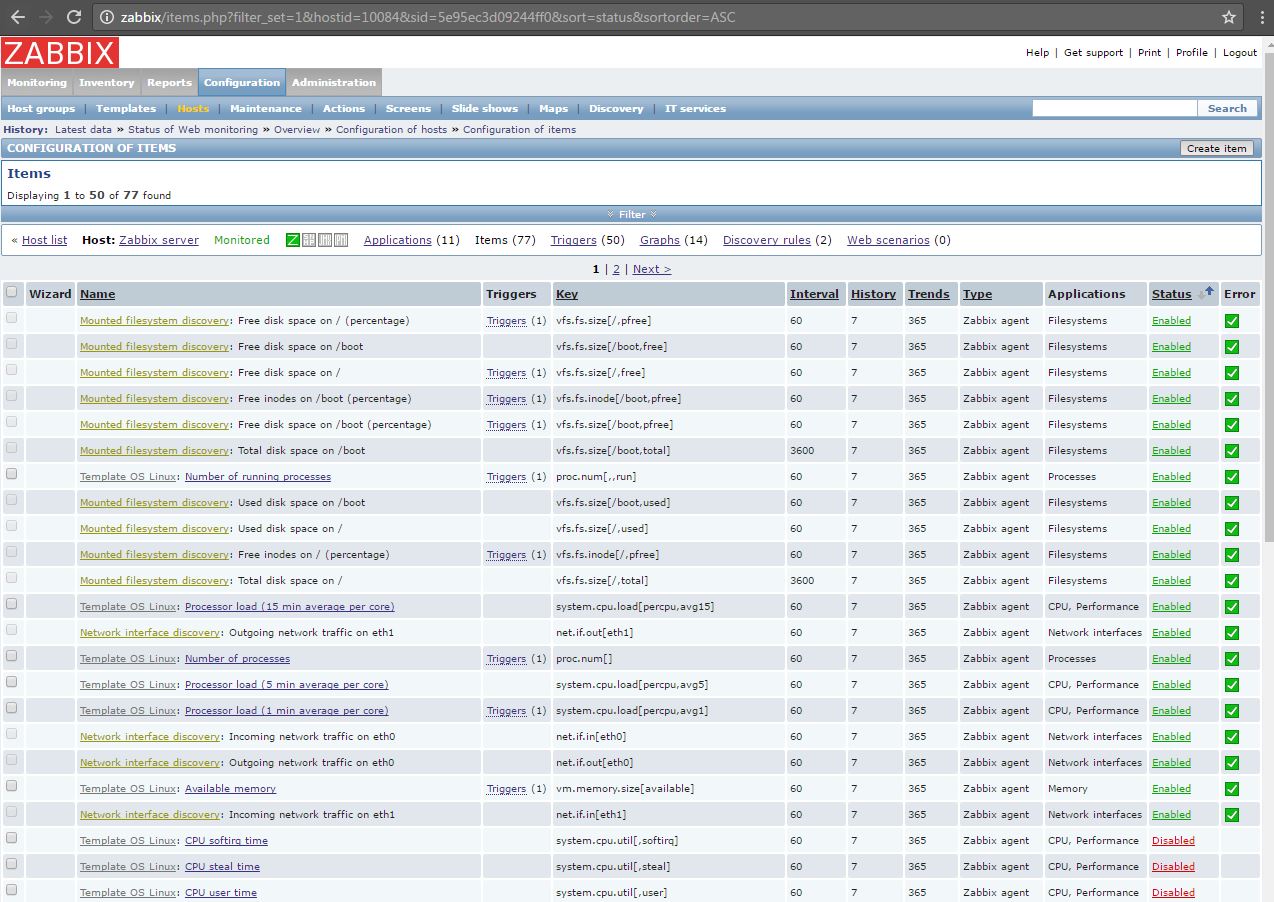 zabbix/items.php?filter_set=1&hostid=10084&sid=5e95ec3d09244ff0&sort=status&sortorder=ASC
ZABBIX
Help | Get support | Print | Profile | Logout
Monitoring Inventory Reports Configuration Administration
Host groups | Templates | Hosts | Maintenance | Actions | Screens | Slide shows | Maps | Discovery | IT services Search
History: Latest data » Status of Web monitoring » Overview » Configuration of hosts » Configuration of items
CONFIGURATION OF ITEMS Create item
Items
Displaying 1 to 50 of 77 found
Filter
« Host list Host: Zabbix server Monitored Z Applications (11) Items (77) Triggers (50) Graphs (14) Discovery rules (2) Web scenarios (0)
1 | 2 | Next >
Wizard Name Triggers Key Interval History Trends Type Applications Status Error
Mounted filesystem discovery: Free disk space on / (percentage) Triggers (1) vfs.fs.size[/,pfree] 60 7 365 Zabbix agent Filesystems Enabled
Mounted filesystem discovery: Free disk space on /boot vfs.fs.size[/boot,free] 60 7 365 Zabbix agent Filesystems Enabled
Mounted filesystem discovery: Free disk space on / Triggers (1) vfs.fs.size[/,free] 60 7 365 Zabbix agent Filesystems Enabled
Mounted filesystem discovery: Free inodes on /boot (percentage) Triggers (1) vfs.fs.inode[/boot,pfree] 60 7 365 Zabbix agent Filesystems Enabled
Mounted filesystem discovery: Free disk space on /boot (percentage) Triggers (1) vfs.fs.size[/boot,pfree] 60 7 365 Zabbix agent Filesystems Enabled
Mounted filesystem discovery: Total disk space on /boot vfs.fs.size[/boot,total] 3600 7 365 Zabbix agent Filesystems Enabled
Template OS Linux: Number of running processes Triggers (1) proc.num[,,run] 60 7 365 Zabbix agent Processes Enabled
Mounted filesystem discovery: Used disk space on /boot vfs.fs.size[/boot,used] 60 7 365 Zabbix agent Filesystems Enabled
Mounted filesystem discovery: Used disk space on / vfs.fs.size[/,used] 60 7 365 Zabbix agent Filesystems Enabled
Mounted filesystem discovery: Free inodes on / (percentage) Triggers (1) vfs.fs.inode[/,pfree] 60 7 365 Zabbix agent Filesystems Enabled
Mounted filesystem discovery: Total disk space on / vfs.fs.size[/,total] 3600 7 365 Zabbix agent Filesystems Enabled
Template OS Linux: Processor load (15 min average per core) system.cpu.load[percpu,avg15] 60 7 365 Zabbix agent CPU, Performance Enabled
Network interface discovery: Outgoing network traffic on eth1 net.if.out[eth1] 60 7 365 Zabbix agent Network interfaces Enabled
Template OS Linux: Number of processes Triggers (1) proc.num[] 60 7 365 Zabbix agent Processes Enabled
Template OS Linux: Processor load (5 min average per core) system.cpu.load[percpu,avg5] 60 7 365 Zabbix agent CPU, Performance Enabled
Template OS Linux: Processor load (1 min average per core) Triggers (1) system.cpu.load[percpu,avg1] 60 7 365 Zabbix agent CPU, Performance Enabled
Network interface discovery: Incoming network traffic on eth0 net.if.in[eth0] 60 7 365 Zabbix agent Network interfaces Enabled
Network interface discovery: Outgoing network traffic on eth0 net.if.out[eth0] 60 7 365 Zabbix agent Network interfaces Enabled
Template OS Linux: Available memory Triggers (1) vm.memory.size[available] 60 7 365 Zabbix agent Memory Enabled
Network interface discovery: Incoming network traffic on eth1 net.if.in[eth1] 60 7 365 Zabbix agent Network interfaces Enabled
Template OS Linux: CPU softirq time system.cpu.util[,softirq] 60 7 365 Zabbix agent CPU, Performance Disabled
Template OS Linux: CPU steal time system.cpu.util[,steal] 60 7 365 Zabbix agent CPU, Performance Disabled
Template OS Linux: CPU user time system.cpu.util[,user] 60 7 365 Zabbix agent CPU, Performance Disabled